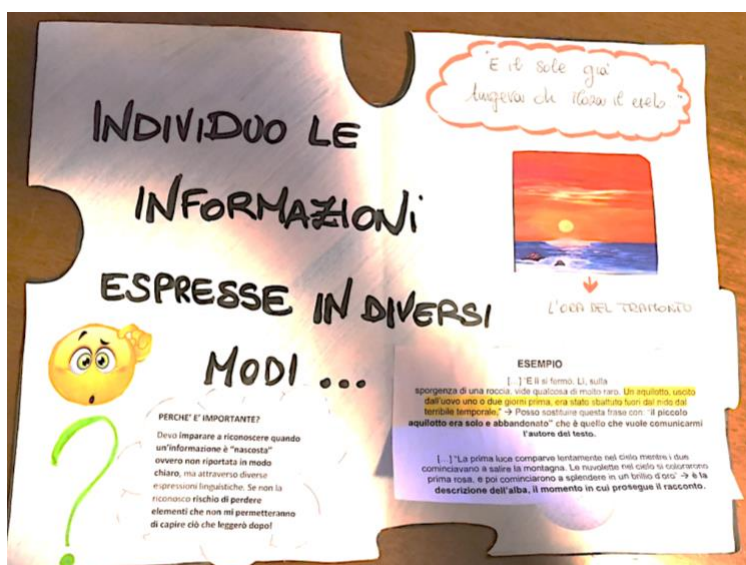 INDIVIDUO LE
INFORMAZIONI
ESPRESSE IN DIVERSI
MODI ...
"E il sole già
tingeva di rosa il cielo"
L'ORA DEL TRAMONTO
PERCHE' E' IMPORTANTE?
Devo imparare a riconoscere quando
un'informazione è "nascosta"
ovvero non riportata in modo
chiaro, ma attraverso diverse
espressioni linguistiche. Se non la
riconosco rischio di perdere
elementi che non mi permetteranno
di capire ciò che leggerò dopo!
ESEMPIO
[...] "E lì si fermò. Lì, sulla
sporgenza di una roccia, vide qualcosa di molto raro. Un aquilotto, uscito
dall'uovo uno o due giorni prima, era stato sbattuto fuori dal nido dal
terribile temporale." → Posso sostituire questa frase con: "il piccolo
aquilotto era solo e abbandonato" che è quello che vuole comunicarmi
l'autore del testo.
[...] "La prima luce comparve lentamente nel cielo mentre i due
cominciavano a salire la montagna. Le nuvolette nel cielo si colorarono
prima rosa, e poi cominciarono a splendere in un brillio d'oro" → è la
descrizione dell'alba, il momento in cui prosegue il racconto.